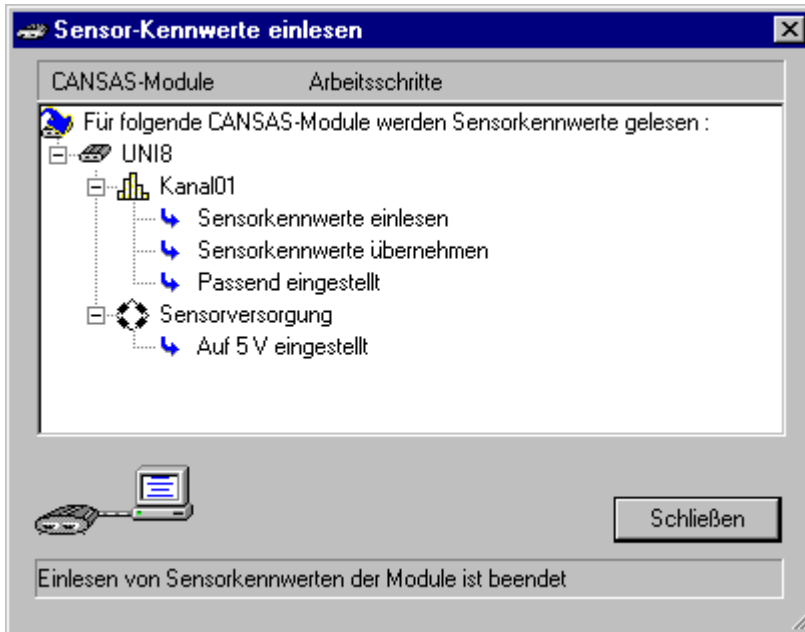 Sensor-Kennwerte einlesen
CANSAS-Module Arbeitsschritte
Für folgende CANSAS-Module werden Sensorkennwerte gelesen :
UNI8
Kanal01
Sensorkennwerte einlesen
Sensorkennwerte übernehmen
Passend eingestellt
Sensorversorgung
Auf 5 V eingestellt
Schließen
Einlesen von Sensorkennwerten der Module ist beendet